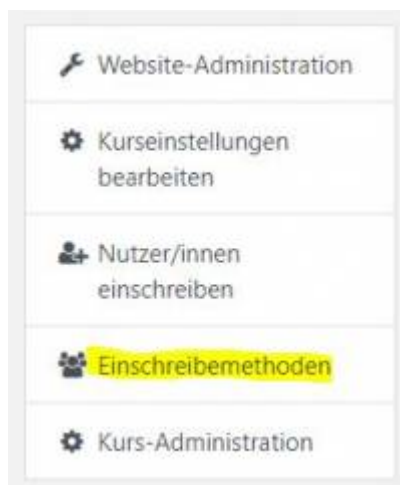 Website-Administration
Kurseinstellungen
bearbeiten
Nutzer/innen
einschreiben
Einschreibemethoden
Kurs-Administration